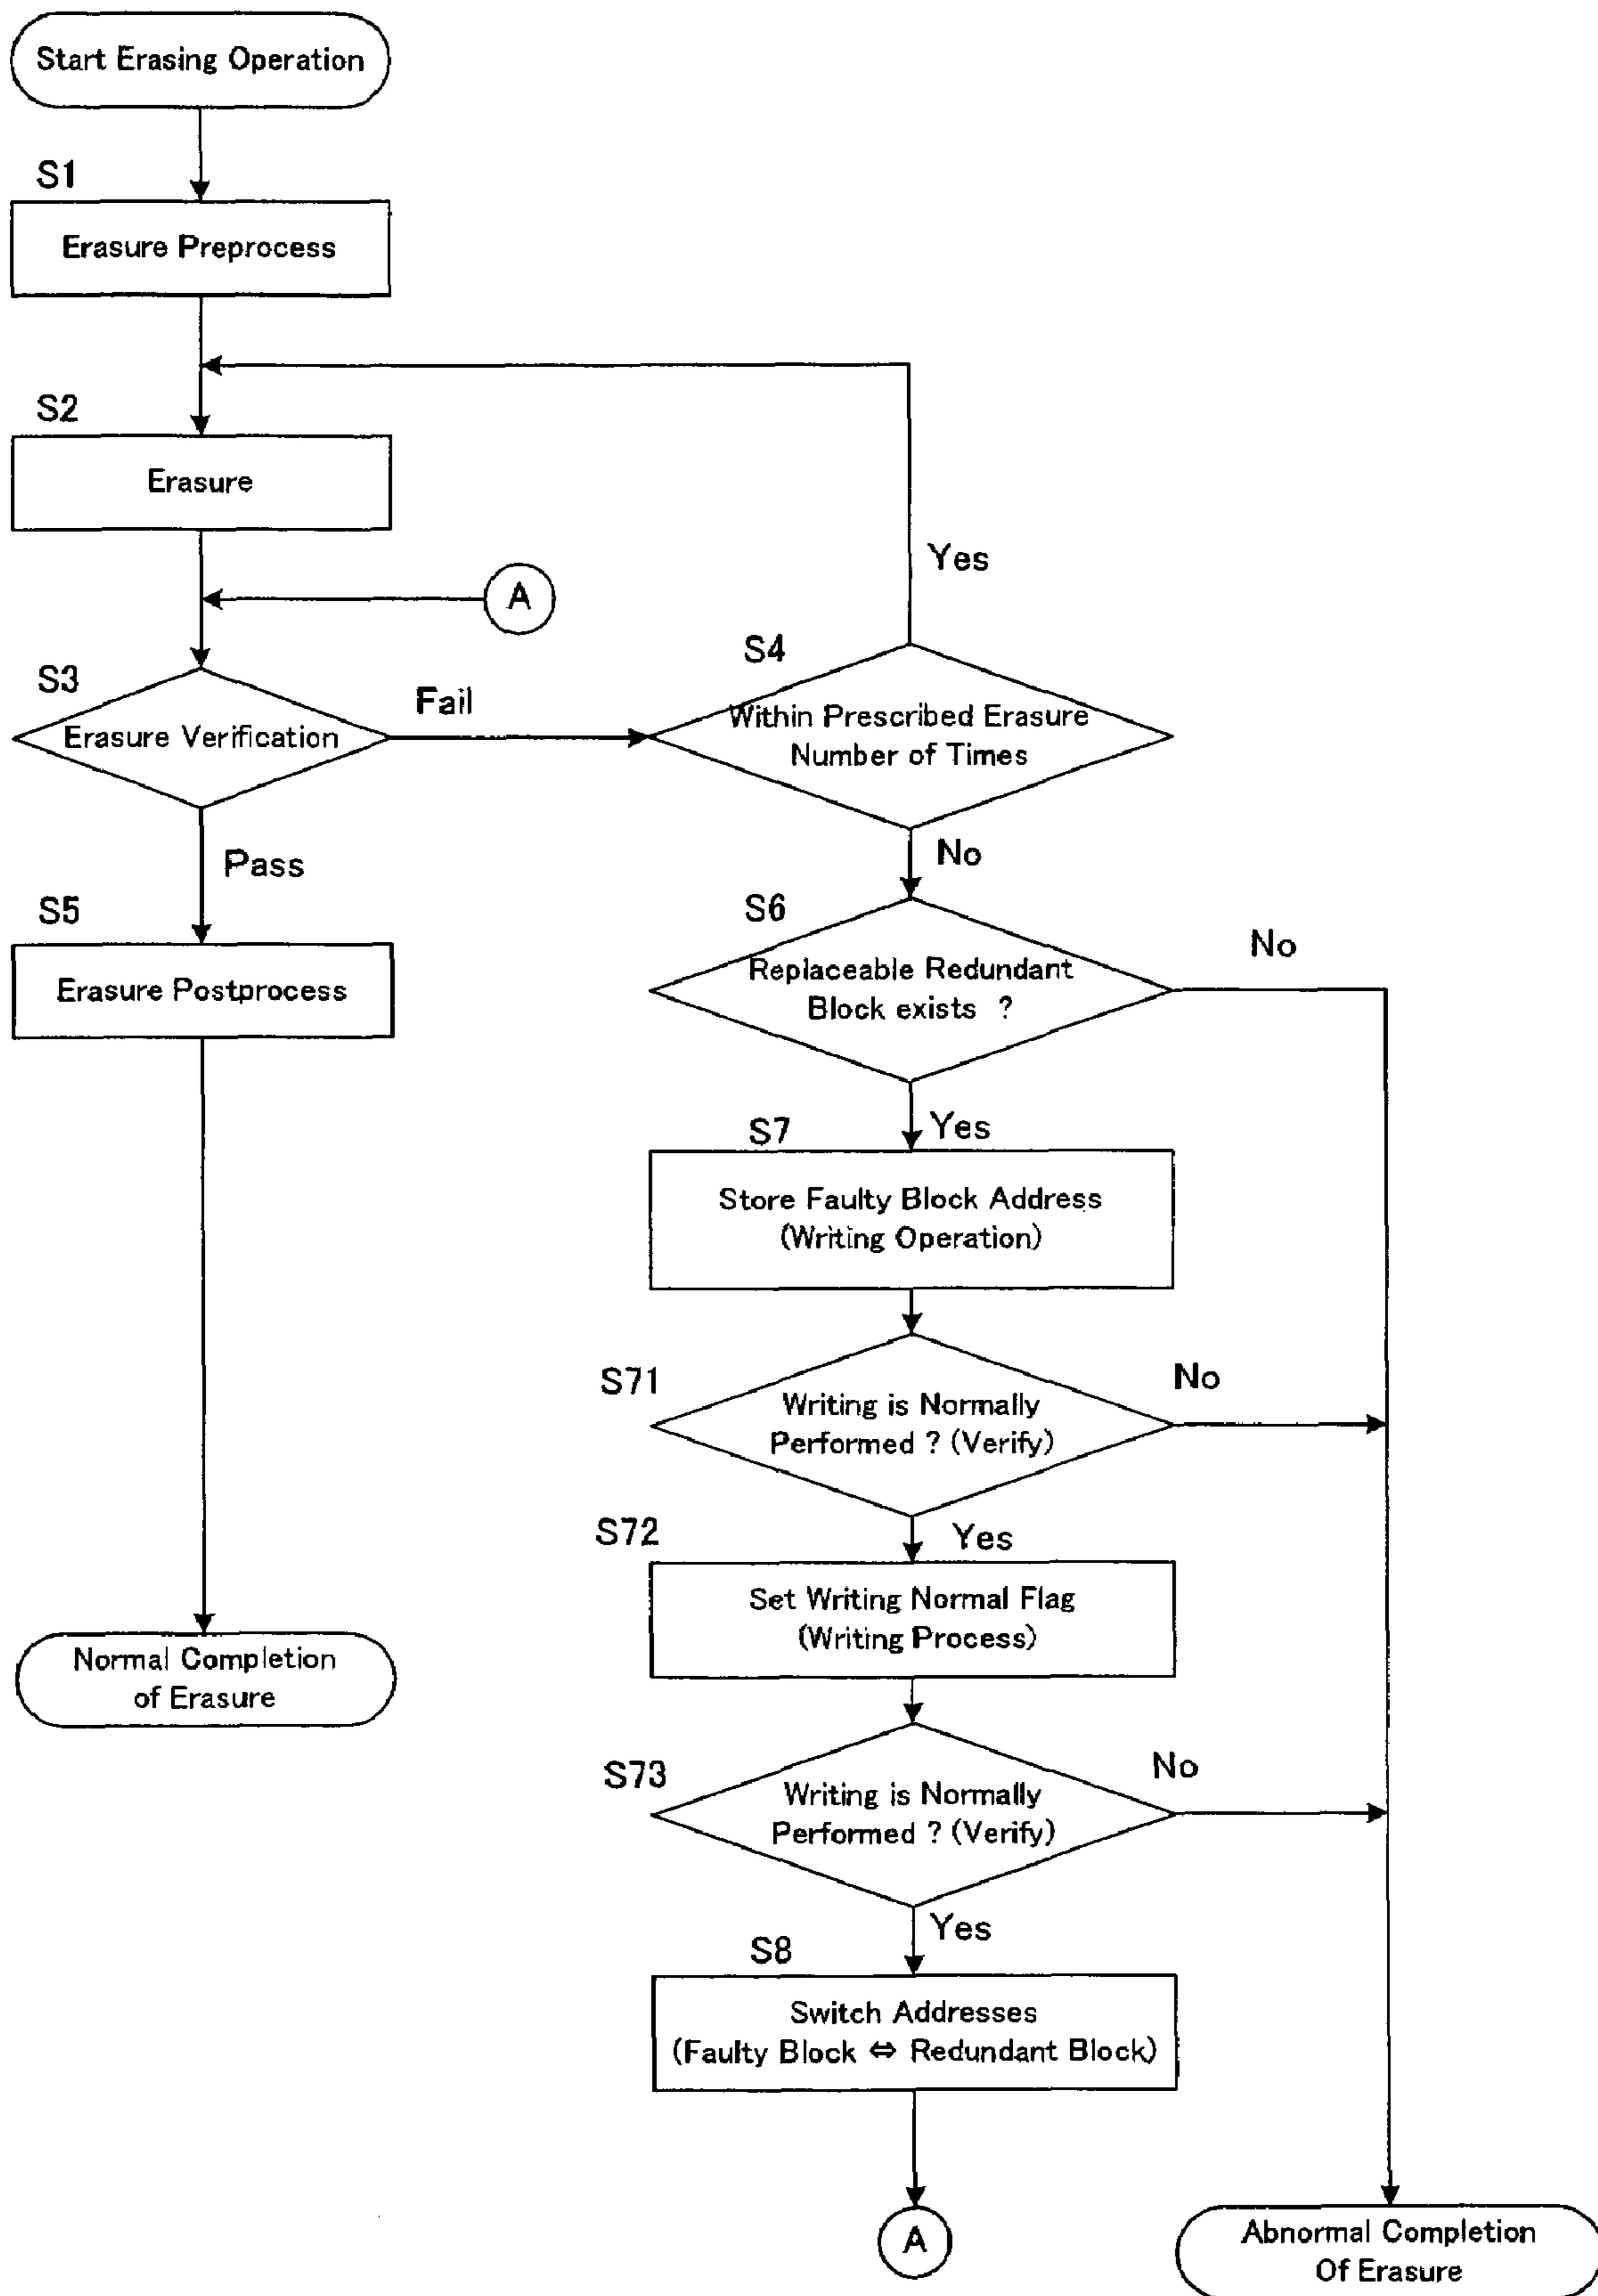 Start Erasing Operation
S1
Erasure Preprocess
S2
Erasure
A
Yes
S3
Erasure Verification
Fail
S4
Within Prescribed Erasure
Number of Times
Pass
No
S5
Erasure Postprocess
S6
Replaceable Redundant
Block exists ?
No
Yes
S7
Store Faulty Block Address
(Writing Operation)
S71
Writing is Normally
Performed ? (Verify)
No
Yes
S72
Set Writing Normal Flag
(Writing Process)
Normal Completion
of Erasure
S73
Writing is Normally
Performed ? (Verify)
No
Yes
S8
Switch Addresses
(Faulty Block ⇔ Redundant Block)
A
Abnormal Completion
Of Erasure